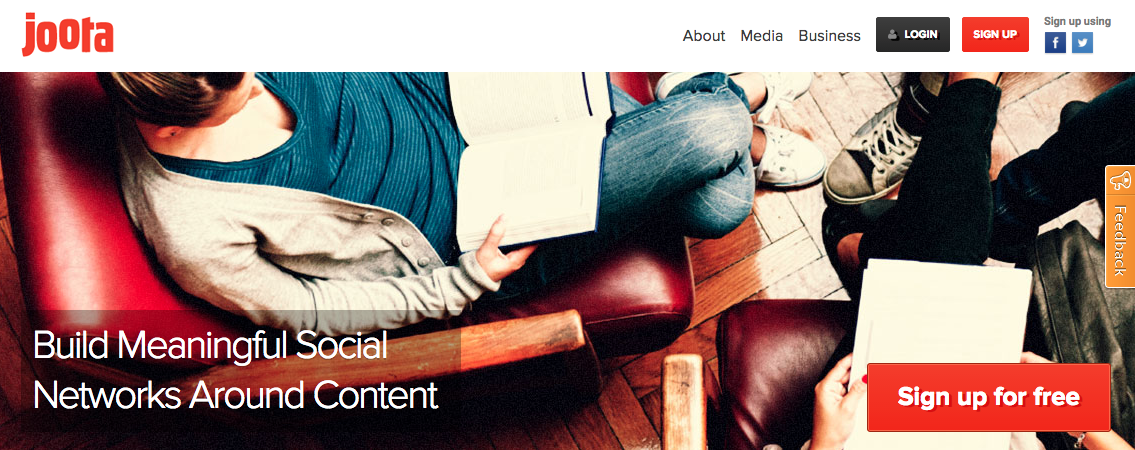 joota
About Media Business LOGIN SIGN UP
Sign up using
Feedback
Build Meaningful Social
Networks Around Content
Sign up for free